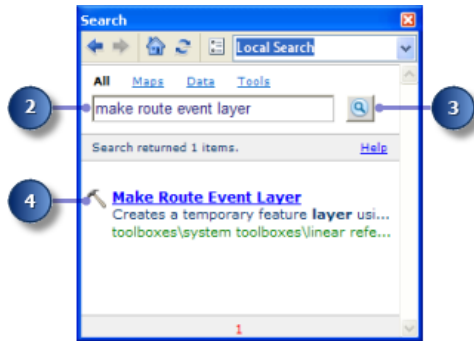 Search
Local Search
All Maps Data Tools
2
make route event layer
3
Search returned 1 items. Help
4
Make Route Event Layer
Creates a temporary feature layer usi...
toolboxes\system toolboxes\linear refe...
1